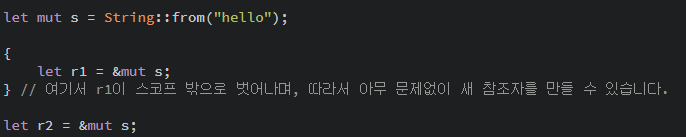 let mut s = String::from("hello");
{
    let r1 = &mut s;
} // 여기서 r1이 스코프 밖으로 벗어나며, 따라서 아무 문제없이 새 참조자를 만들 수 있습니다.
let r2 = &mut s;